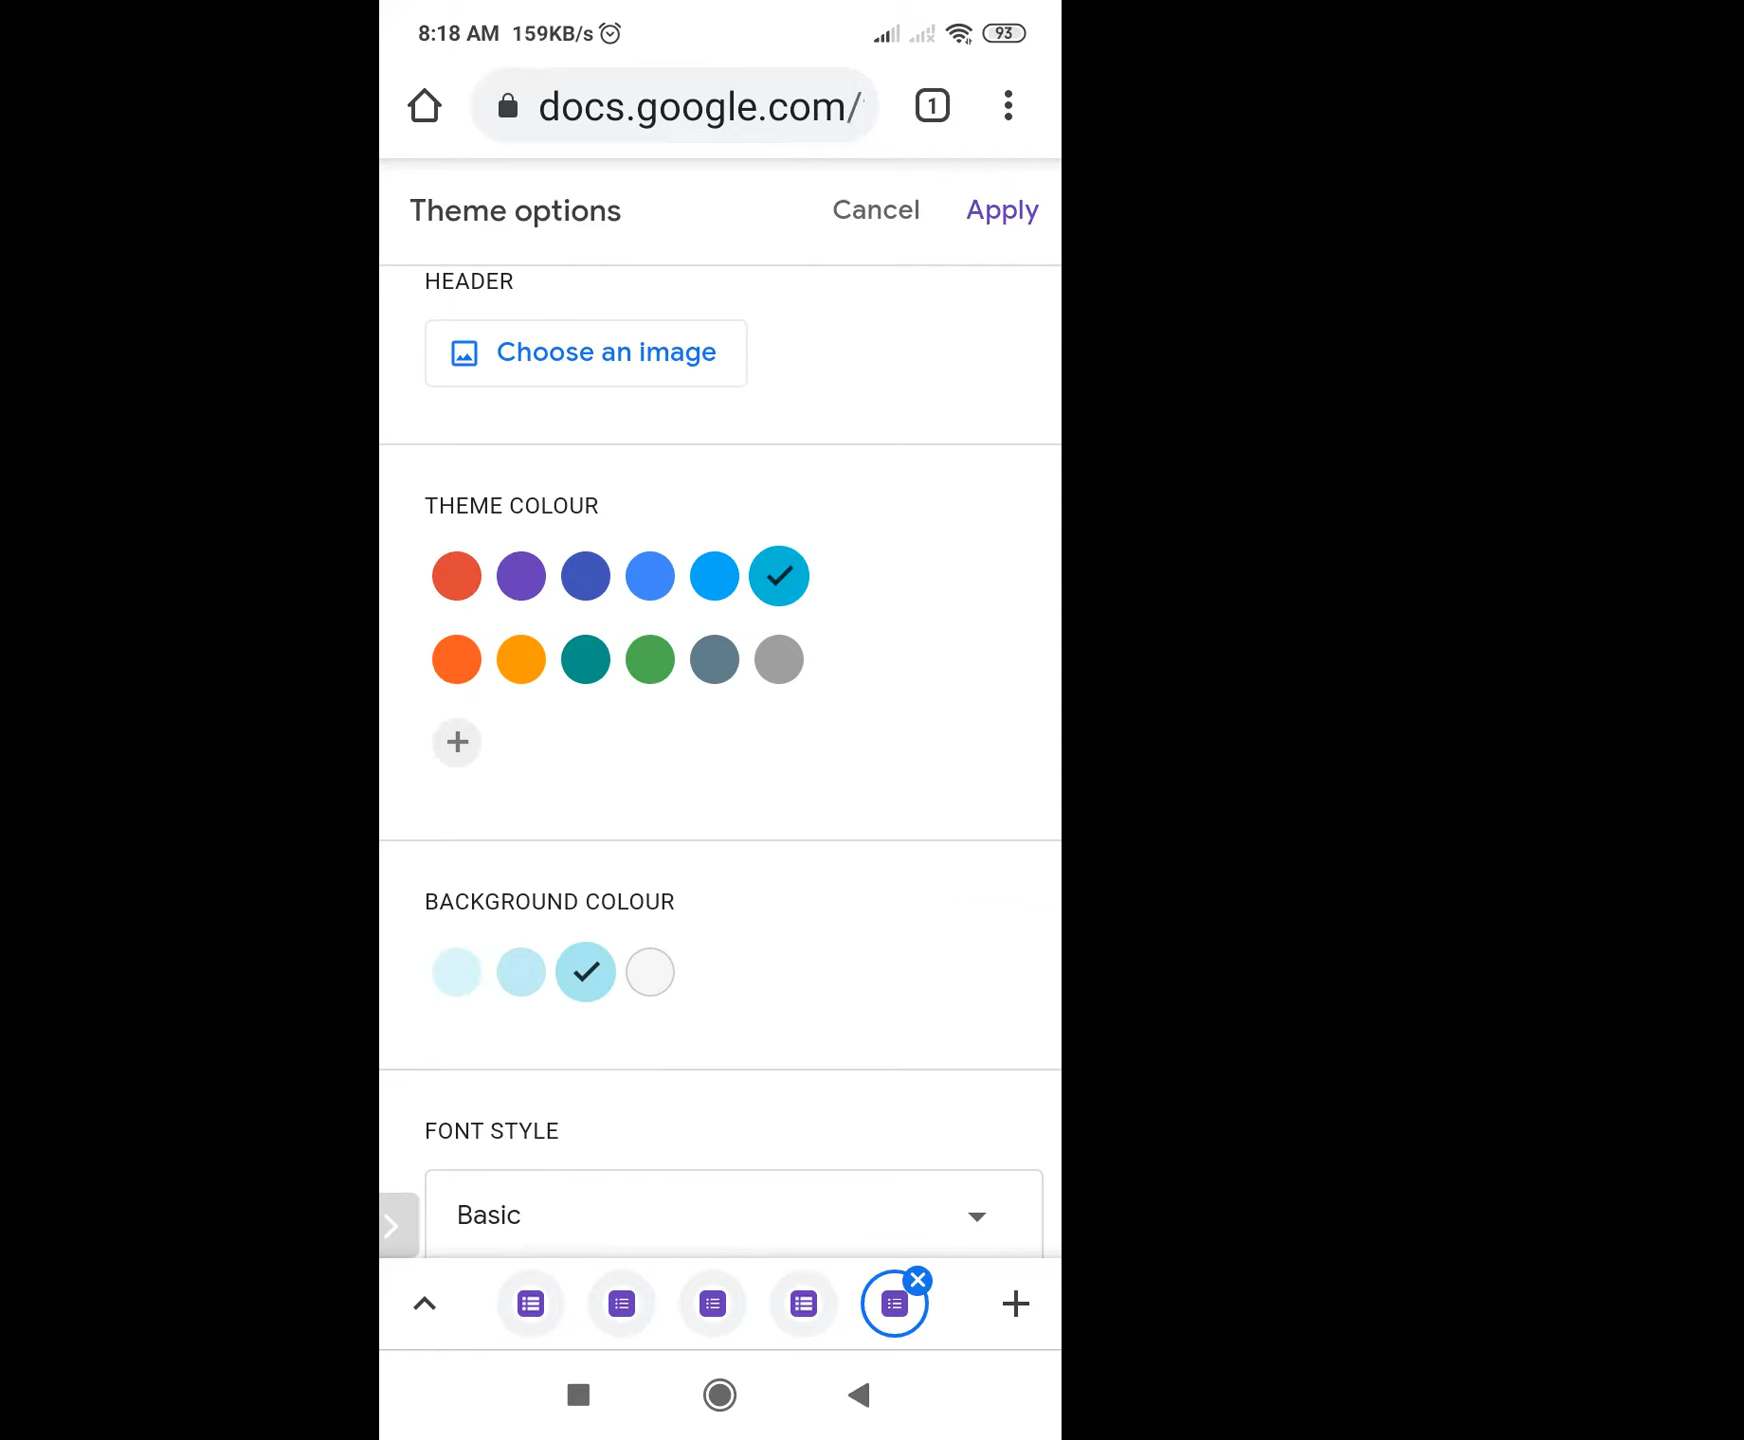 8:18 AM 159KB/s 93
docs.google.com/ 1
Theme options Cancel Apply
HEADER
Choose an image
THEME COLOUR
BACKGROUND COLOUR
FONT STYLE
Basic